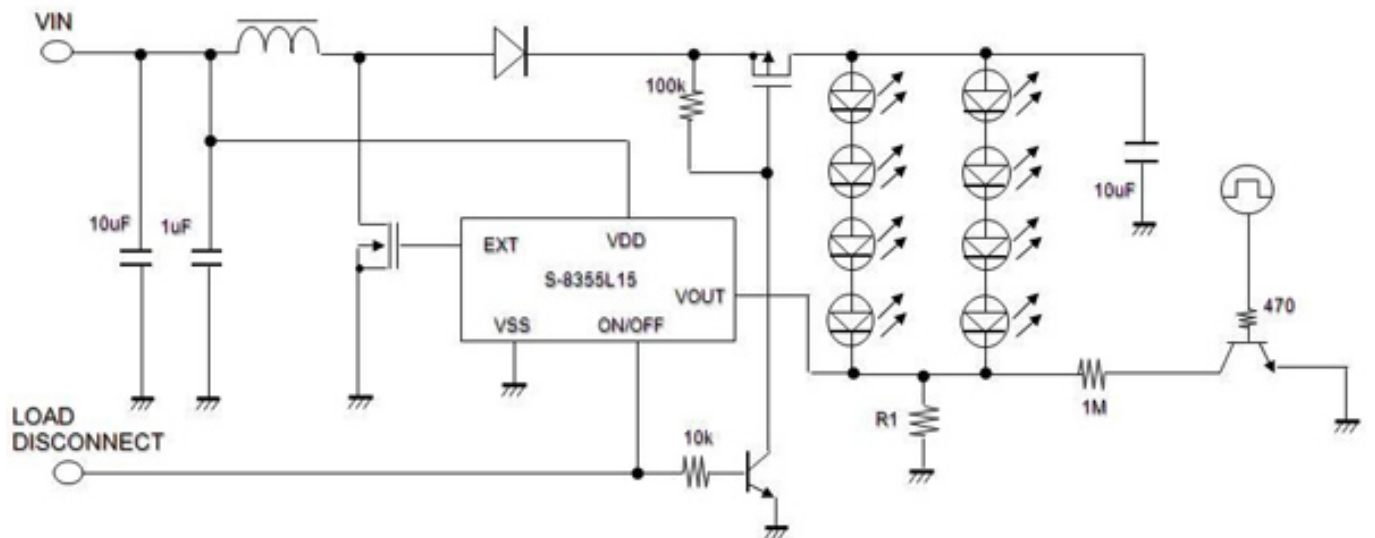 VIN
100k
10uF
1uF
10uF
EXT
VDD
S-8355L15
VOUT
VSS
ON/OFF
470
1M
R1
LOAD
DISCONNECT
10k